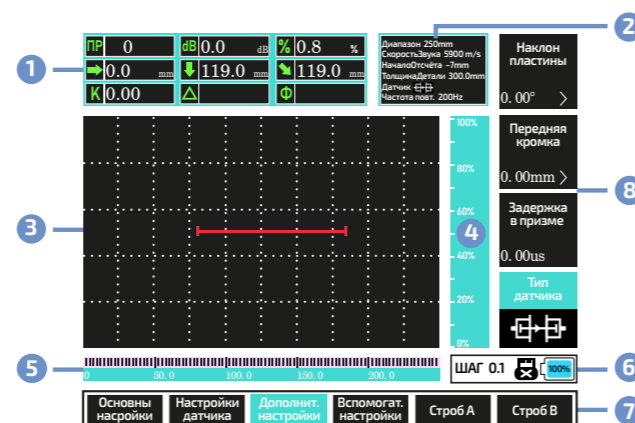 ПР 0 dB 0.0 dB % 0.8 %
0.0 mm 119.0 mm 119.0 mm
K 0.00 Δ Φ
Диапазон 250mm
СкоростьЗвука 5900 m/s
НачалоОтсчёта -7mm
ТолщинаДетали 300.0mm
Датчик
Частота повт. 200Hz
1
2
Наклон
пластины
0. 00° >
Передняя
кромка
0. 00mm >
8
Задержка
в призме
0. 00us
Тип
датчика
100%
80%
60%
40%
20%
0%
3
4
5
0 50. 0 100. 0 150. 0 200. 0
ШАГ 0.1 100%
6
Основны
насройки
Настройки
датчика
Дополнит.
настройки
Вспомогат.
настройки
Строб А
Строб В
7